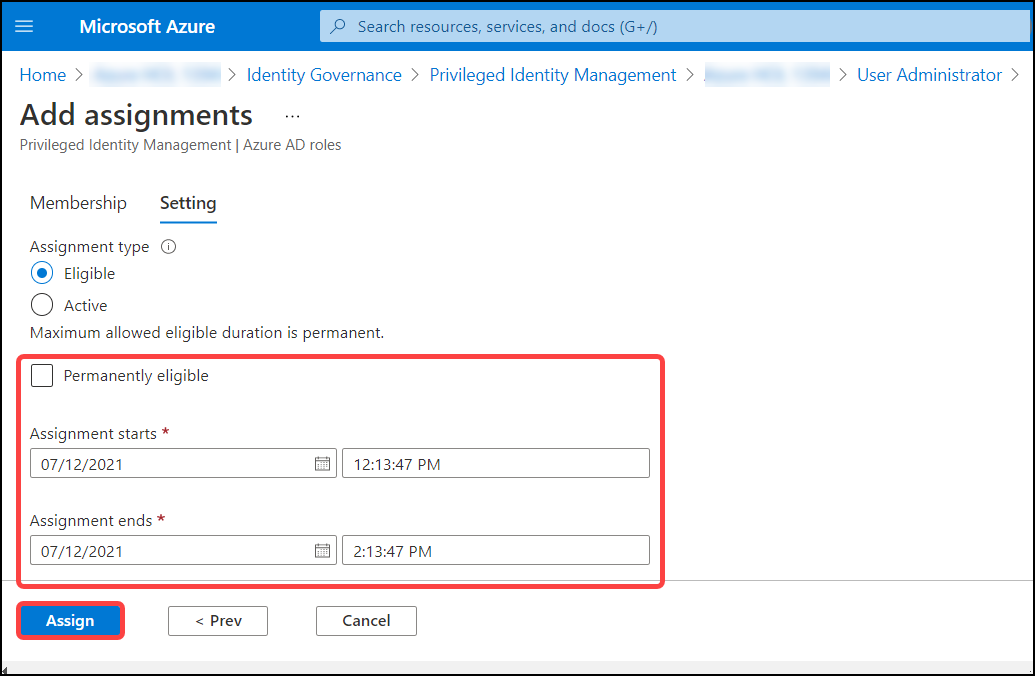 Microsoft Azure
Search resources, services, and docs (G+/)
Home > > Identity Governance > Privileged Identity Management > > User Administrator >
Add assignments ...
Privileged Identity Management | Azure AD roles
Membership Setting
Assignment type
Eligible
Active
Maximum allowed eligible duration is permanent.
Permanently eligible
Assignment starts *
07/12/2021 12:13:47 PM
Assignment ends *
07/12/2021 2:13:47 PM
Assign < Prev Cancel